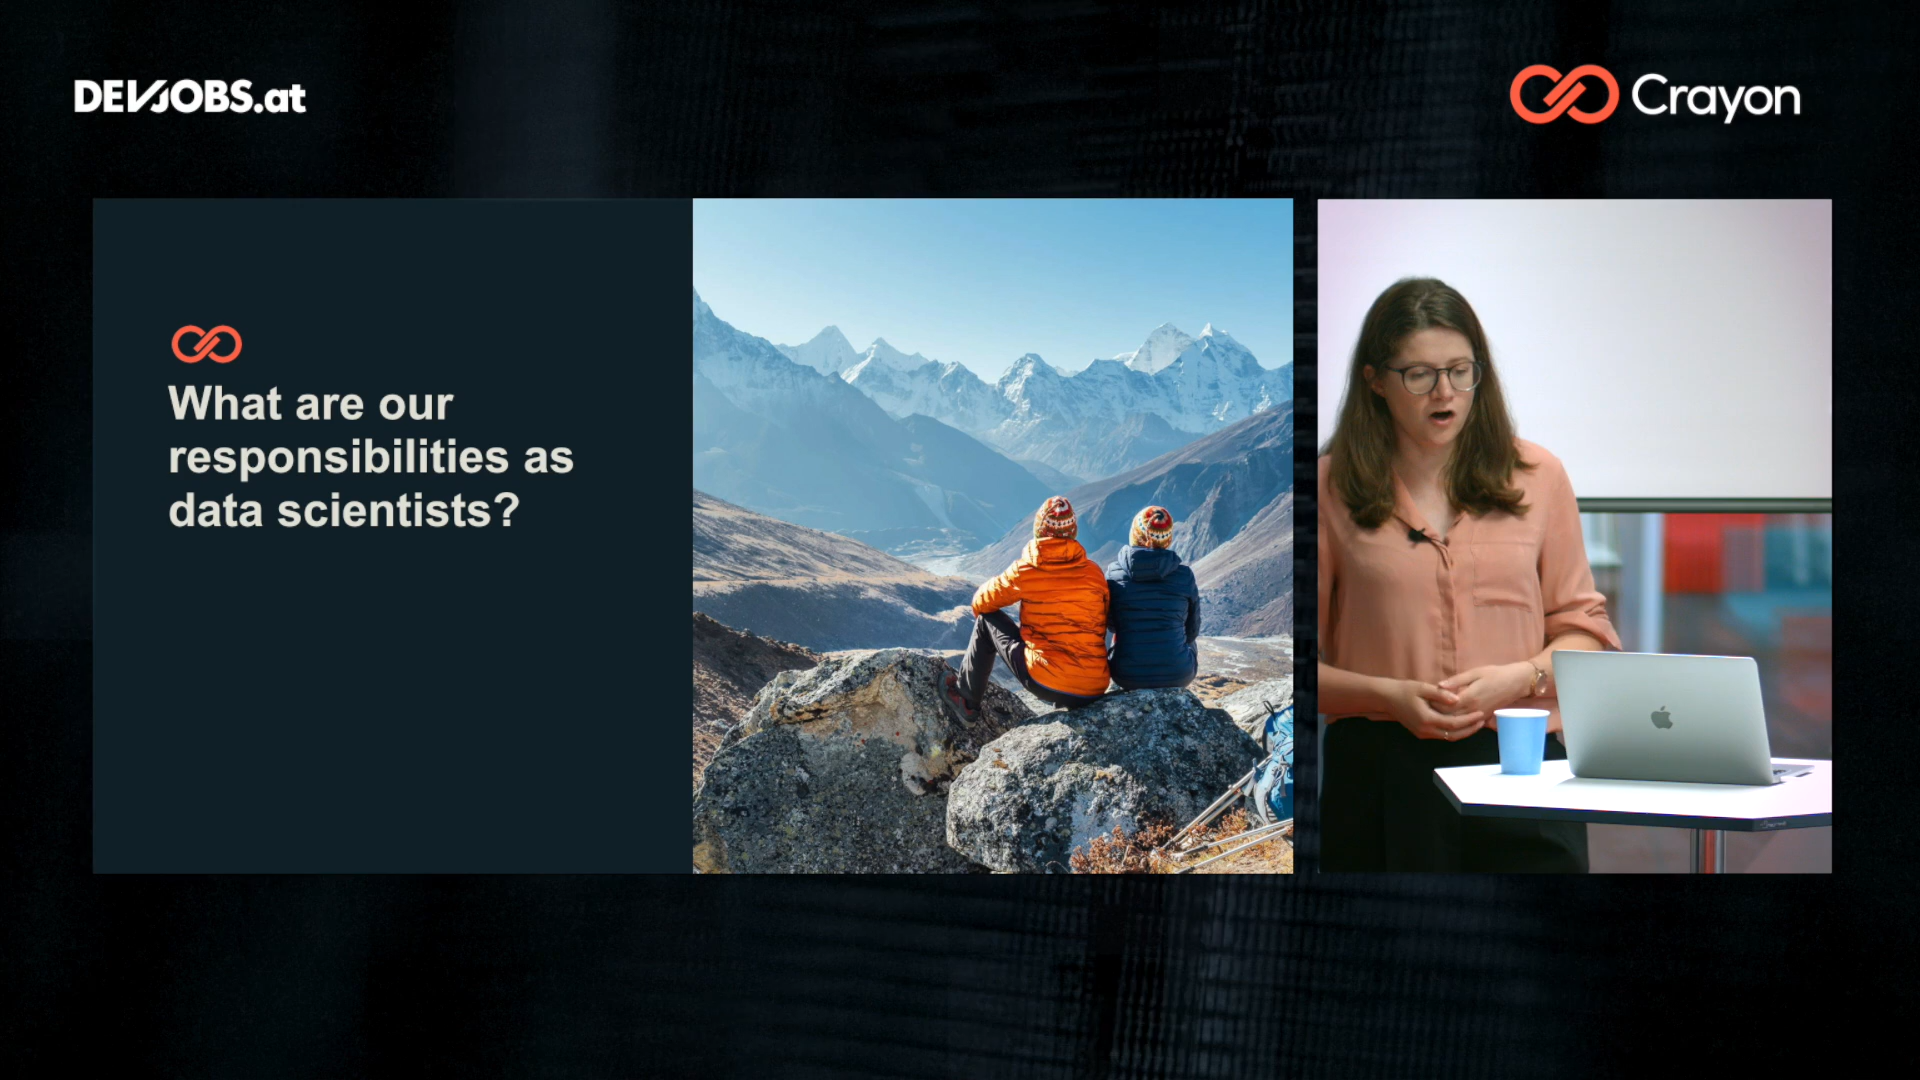 DEVJOBS.at
Crayon
What are our
responsibilities as
data scientists?